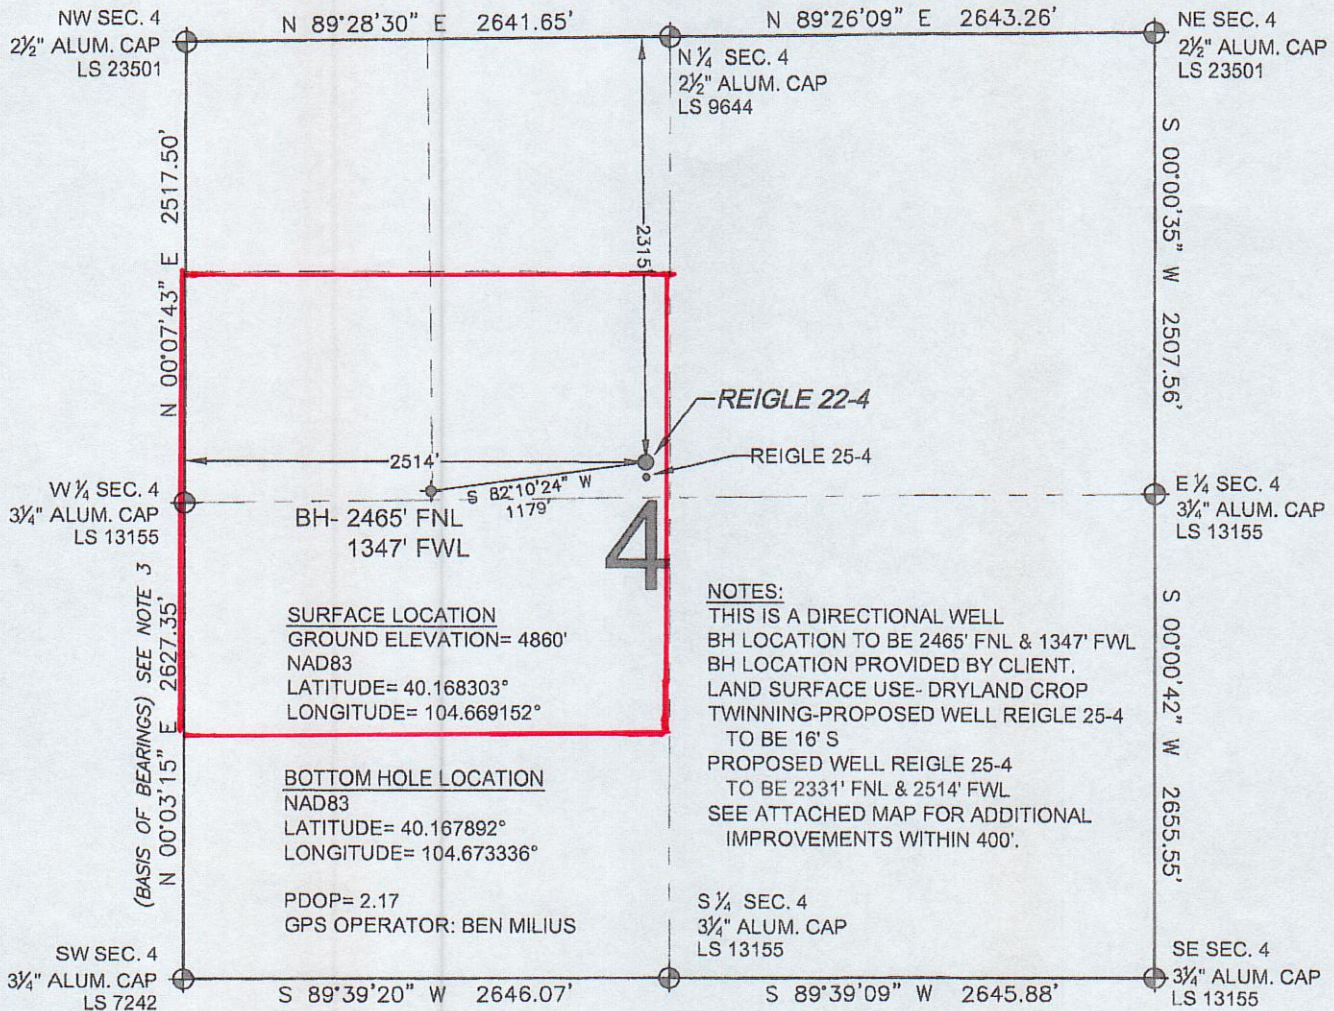 NW SEC. 4
2½" ALUM. CAP
LS 23501
N 89°28'30" E 2641.65'
N ¼ SEC. 4
2½" ALUM. CAP
LS 9644
N 89°26'09" E 2643.26'
NE SEC. 4
2½" ALUM. CAP
LS 23501
N 00°07'43" E 2517.50'
S 00°00'35" W 2507.56'
2315'
REIGLE 22-4
REIGLE 25-4
2514'
S 82°10'24" W
1179'
W ¼ SEC. 4
3¼" ALUM. CAP
LS 13155
E ¼ SEC. 4
3¼" ALUM. CAP
LS 13155
BH- 2465' FNL
1347' FWL
4
(BASIS OF BEARINGS) SEE NOTE 3
N 00°03'15" E 2627.35'
S 00°00'42" W 2655.55'
SURFACE LOCATION
GROUND ELEVATION= 4860'
NAD83
LATITUDE= 40.168303°
LONGITUDE= 104.669152°
BOTTOM HOLE LOCATION
NAD83
LATITUDE= 40.167892°
LONGITUDE= 104.673336°
PDOP= 2.17
GPS OPERATOR: BEN MILIUS
NOTES:
THIS IS A DIRECTIONAL WELL
BH LOCATION TO BE 2465' FNL & 1347' FWL
BH LOCATION PROVIDED BY CLIENT.
LAND SURFACE USE- DRYLAND CROP
TWINNING-PROPOSED WELL REIGLE 25-4
TO BE 16' S
PROPOSED WELL REIGLE 25-4
TO BE 2331' FNL & 2514' FWL
SEE ATTACHED MAP FOR ADDITIONAL
IMPROVEMENTS WITHIN 400'.
S ¼ SEC. 4
3¼" ALUM. CAP
LS 13155
SW SEC. 4
3¼" ALUM. CAP
LS 7242
S 89°39'20" W 2646.07'
S 89°39'09" W 2645.88'
SE SEC. 4
3¼" ALUM. CAP
LS 13155